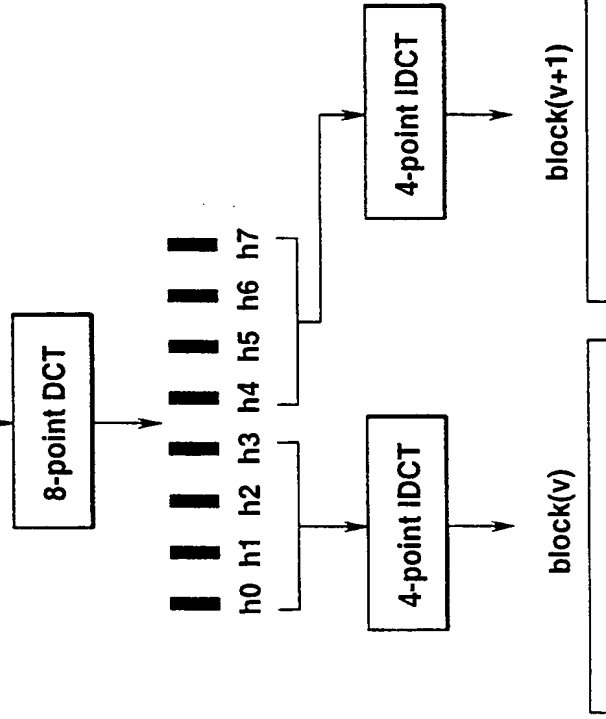 8-point DCT
h0 h1 h2 h3 h4 h5 h6 h7
4-point IDCT
4-point IDCT
block(v)
block(v+1)